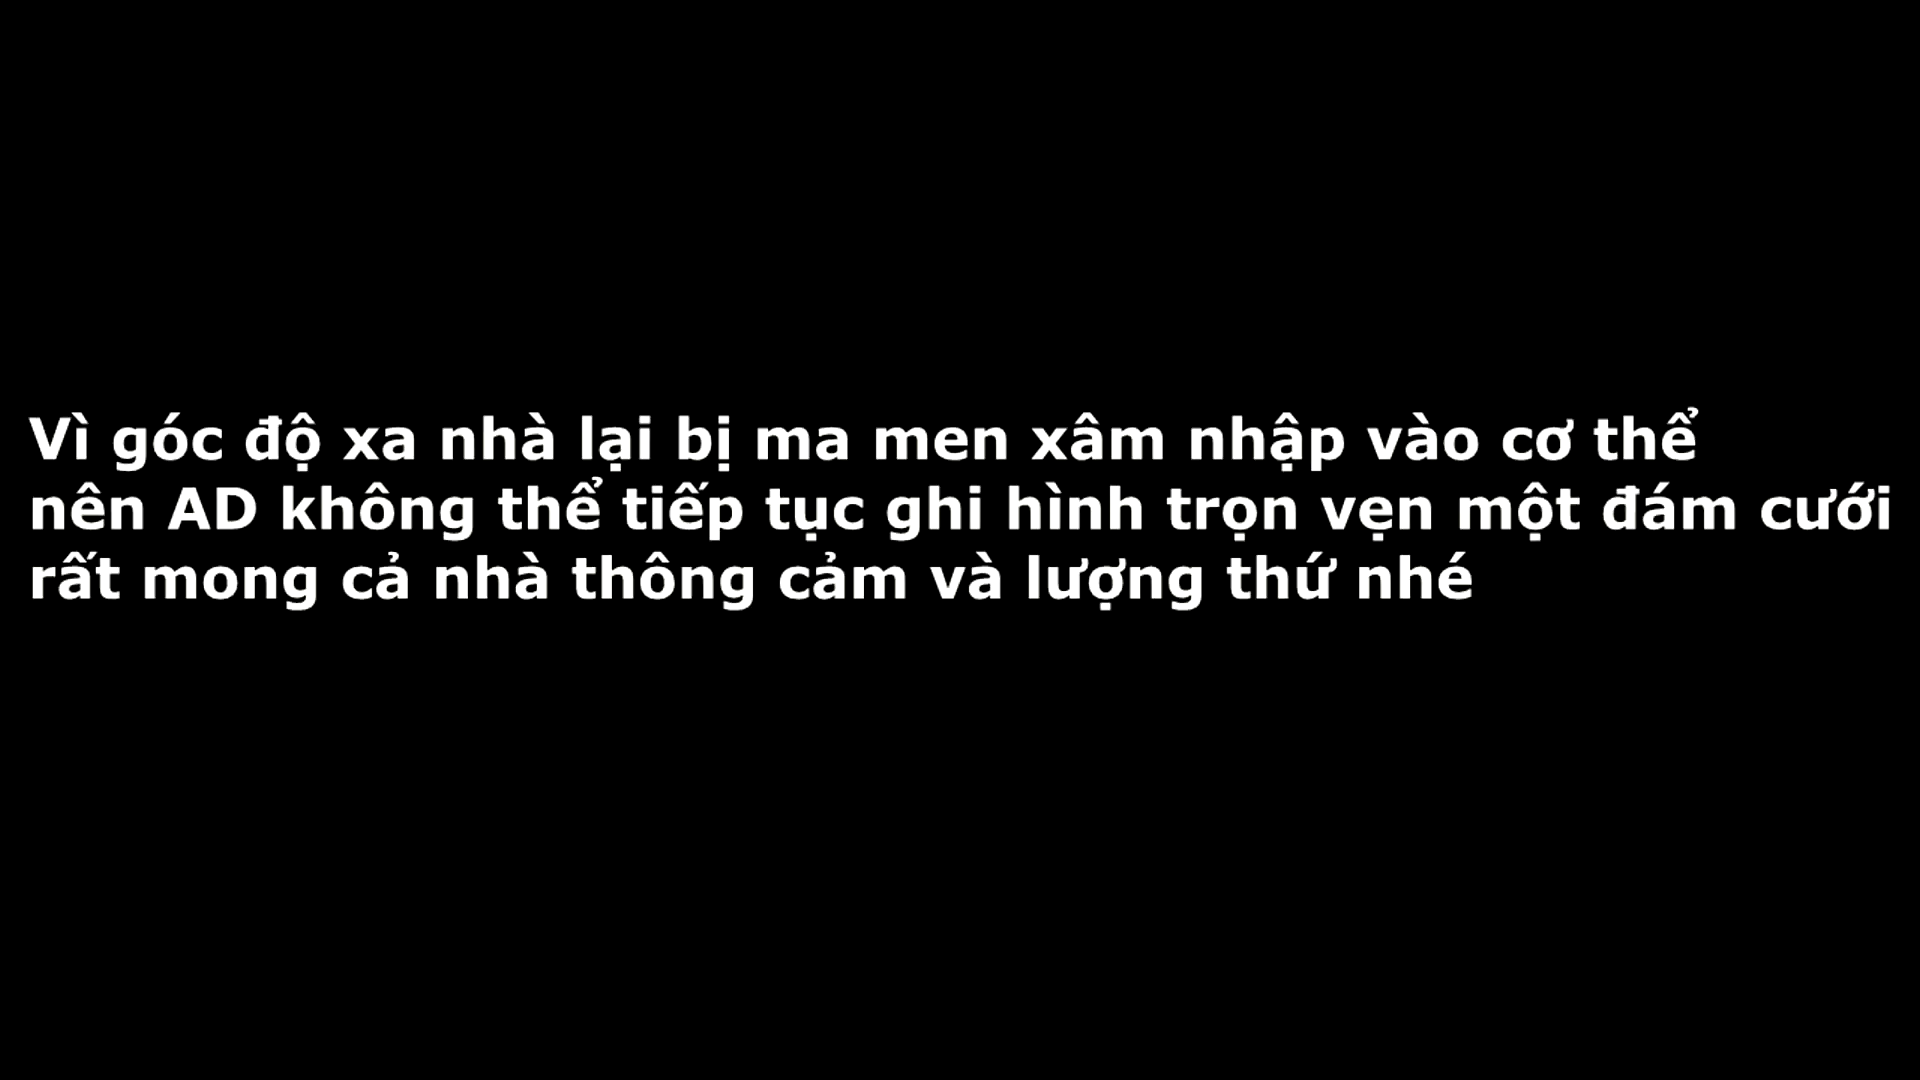 Vì góc độ xa nhà lại bị ma men xâm nhập vào cơ thể
nên AD không thể tiếp tục ghi hình trọn vẹn một đám cưới
rất mong cả nhà thông cảm và lượng thứ nhé